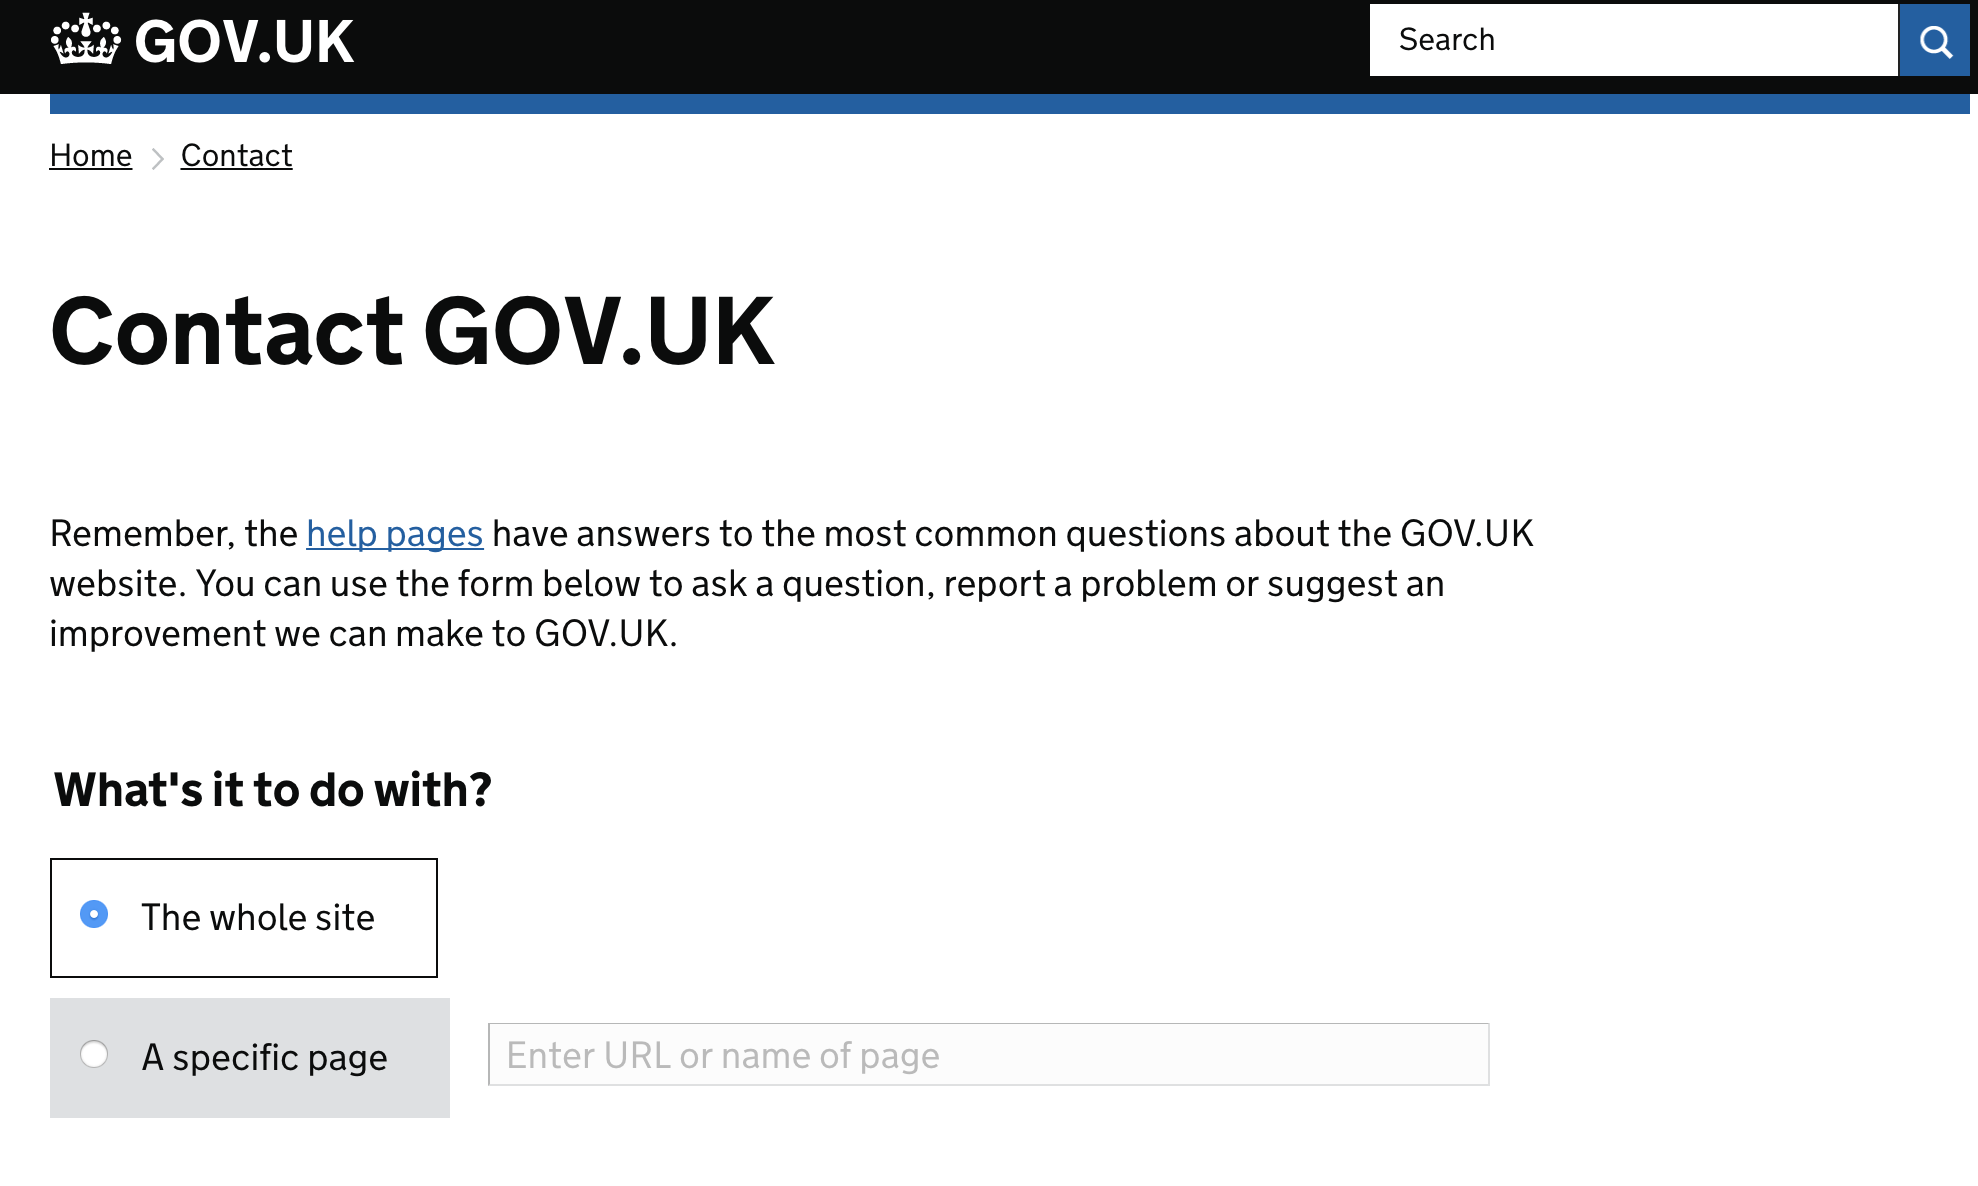 GOV.UK
Search
Home
Contact
Contact GOV.UK
Remember, the help pages have answers to the most common questions about the GOV.UK
website. You can use the form below to ask a question, report a problem or suggest an
improvement we can make to GOV.UK.
What's it to do with?
The whole site
A specific page
Enter URL or name of page